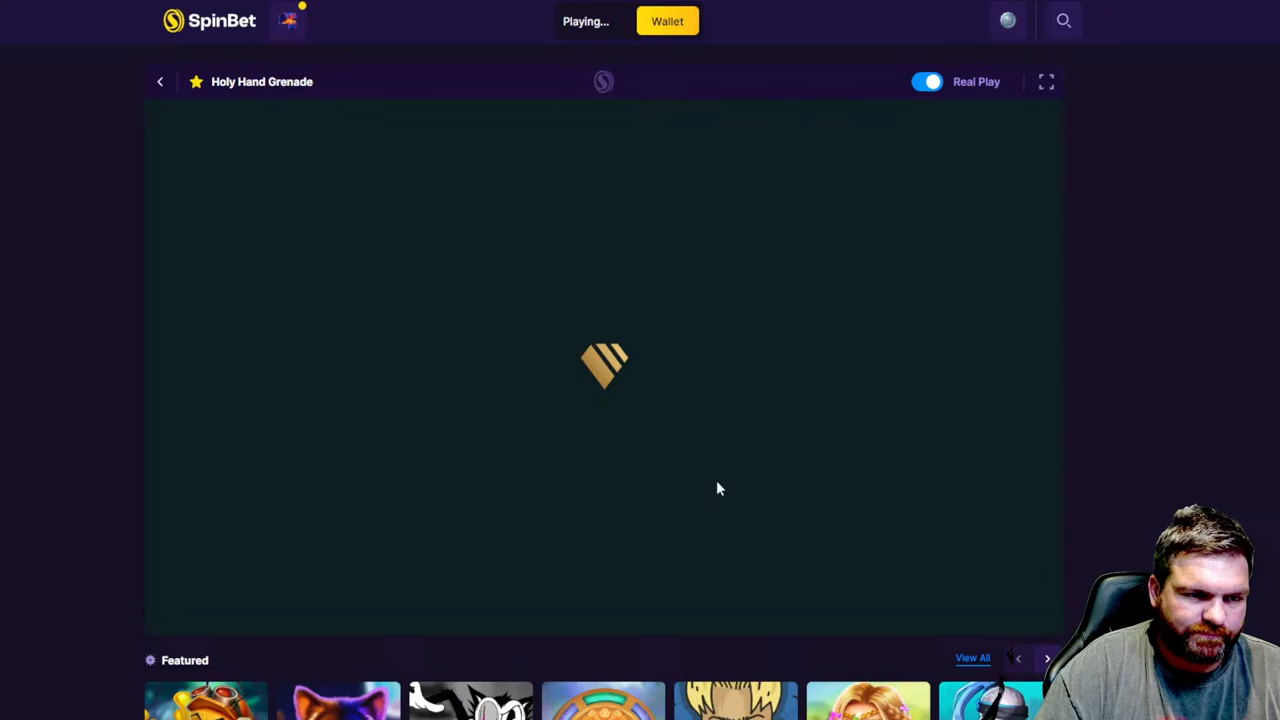 SpinBet
Playing...
Wallet
Holy Hand Grenade
Real Play
Featured
View All